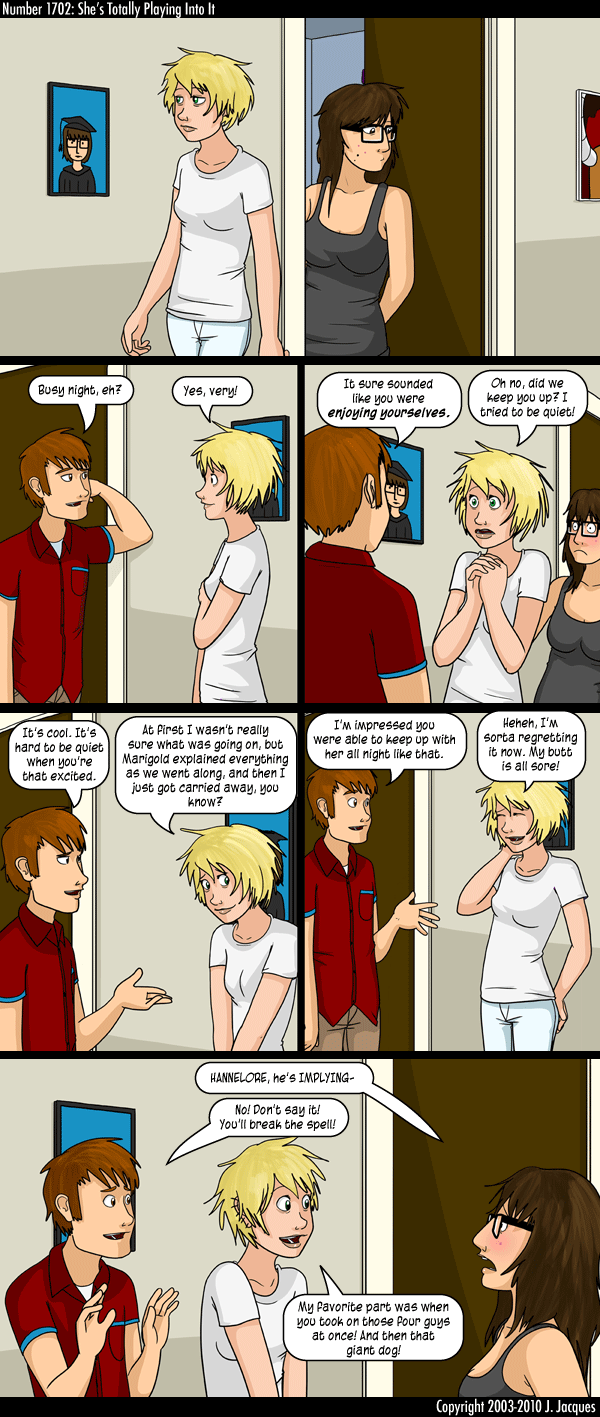 Number 1702: She's Totally Playing Into It
Busy night, eh?
Yes, very!
It sure sounded
like you were
enjoying yourselves.
Oh no, did we
keep you up? I
tried to be quiet!
It's cool. It's
hard to be quiet
when you're
that excited.
At first I wasn't really
sure what was going on, but
Marigold explained everything
as we went along, and then I
just got carried away, you
know?
I'm impressed you
were able to keep up with
her all night like that.
Heheh, I'm
sorta regretting
it now. My butt
is all sore!
HANNELORE, he's IMPLYING-
No! Don't say it!
You'll break the spell!
My favorite part was when
you took on those four guys
at once! And then that
giant dog!
Copyright 2003-2010 J. Jacques